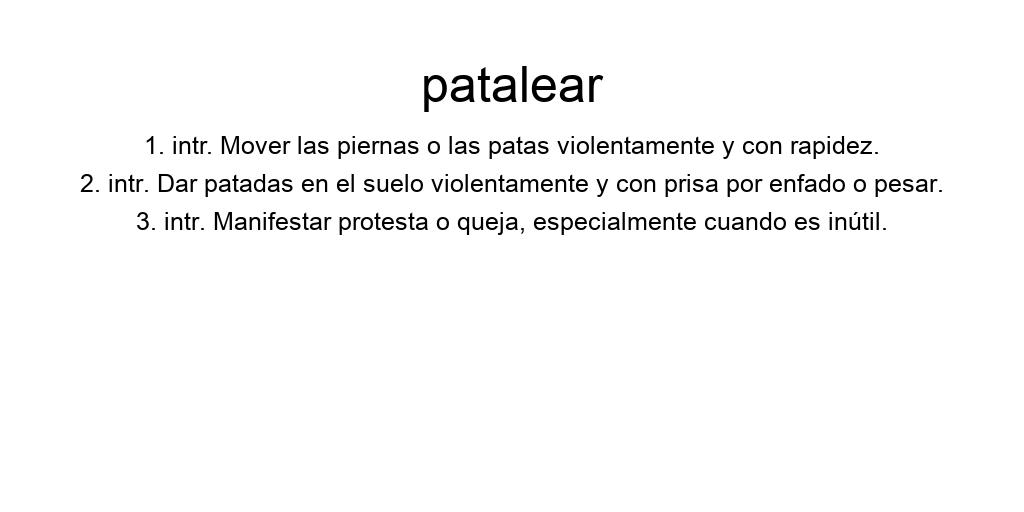 patalear
1. intr. Mover las piernas o las patas violentamente y con rapidez.
2. intr. Dar patadas en el suelo violentamente y con prisa por enfado o pesar.
3. intr. Manifestar protesta o queja, especialmente cuando es inútil.